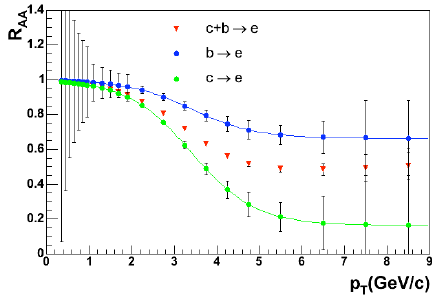 R_AA
1.4
1.2
1
0.8
0.6
0.4
0.2
0
c+b → e
b → e
c → e
0 1 2 3 4 5 6 7 8 9
p_T(GeV/c)